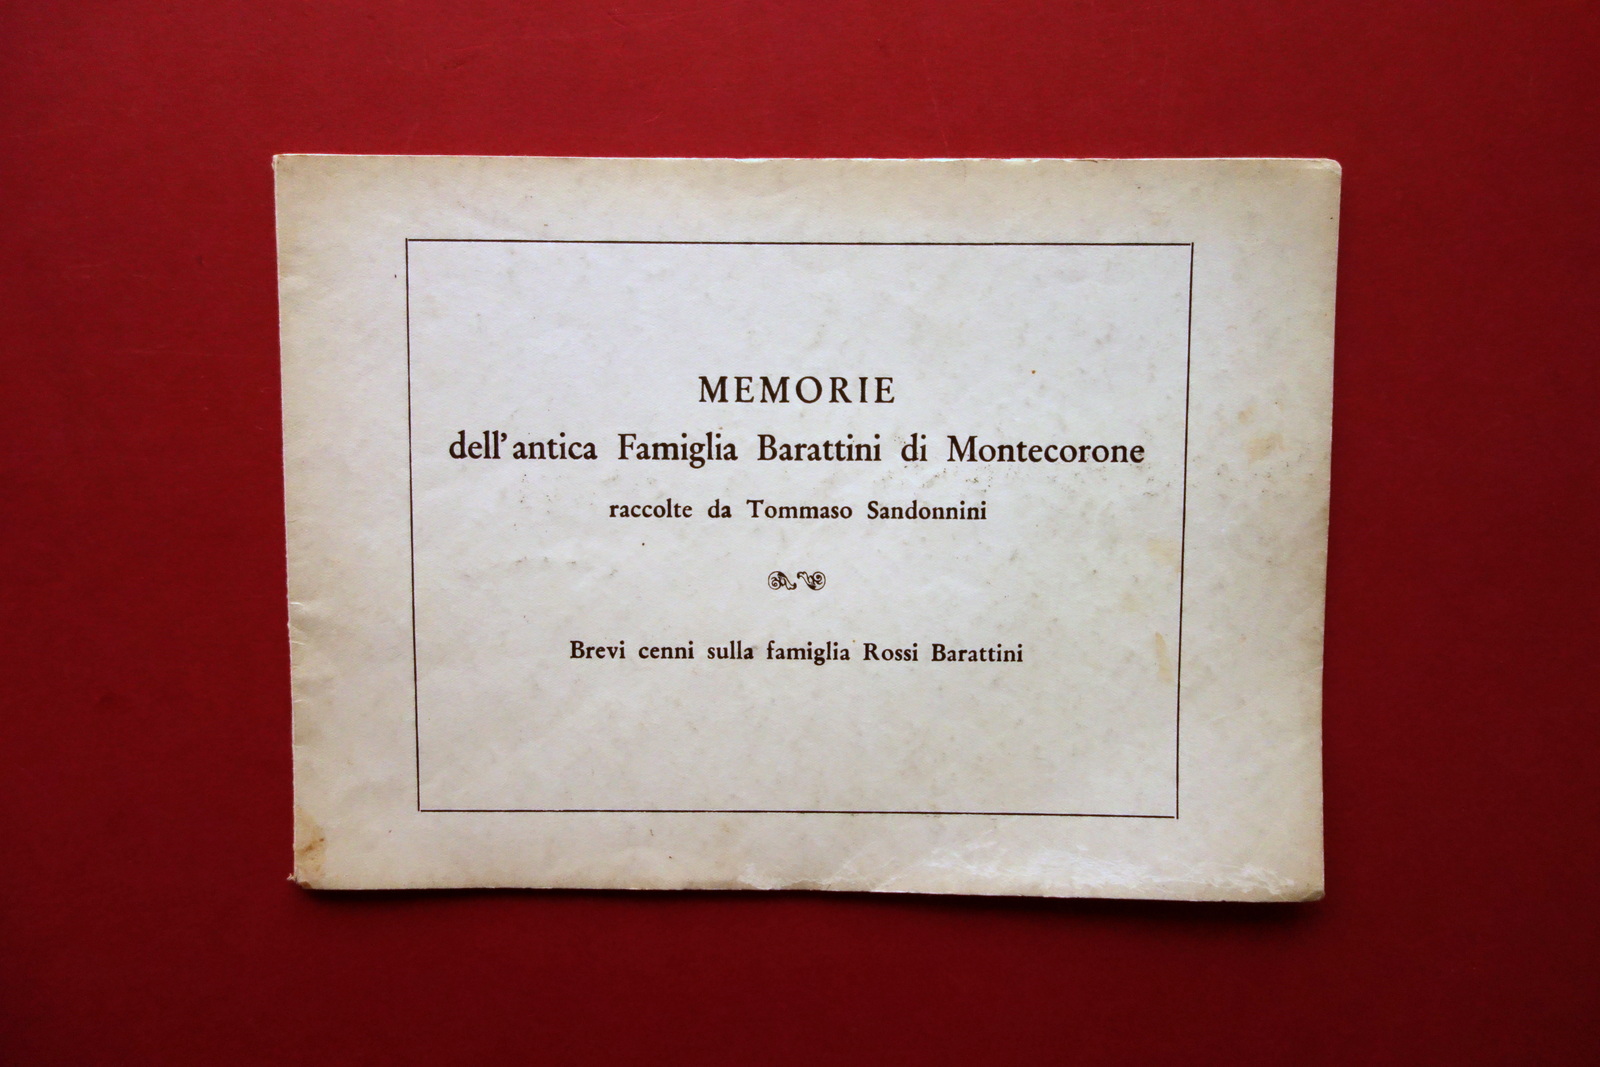 MEMORIE
dell'antica Famiglia Barattini di Montecorone
raccolte da Tommaso Sandonnini
Brevi cenni sulla famiglia Rossi Barattini